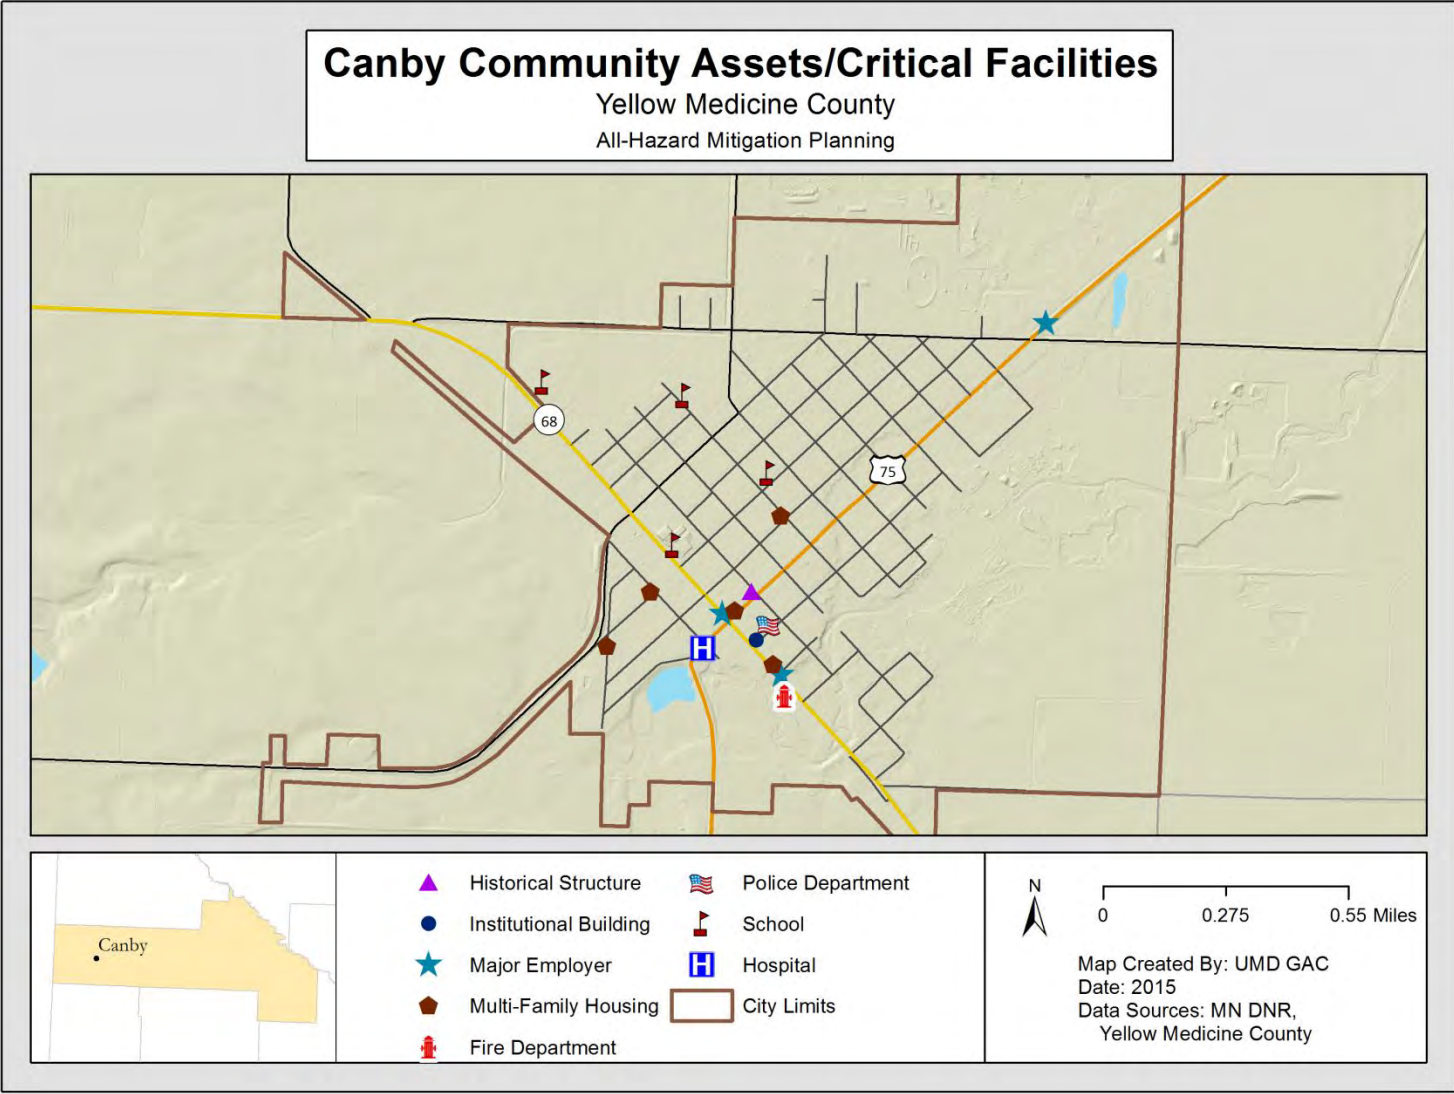 Canby Community Assets/Critical Facilities
Yellow Medicine County
All-Hazard Mitigation Planning
68
75
H
Canby
Historical Structure
Institutional Building
Major Employer
Multi-Family Housing
Fire Department
Police Department
School
H Hospital
City Limits
N
0 0.275 0.55 Miles
Map Created By: UMD GAC
Date: 2015
Data Sources: MN DNR,
Yellow Medicine County